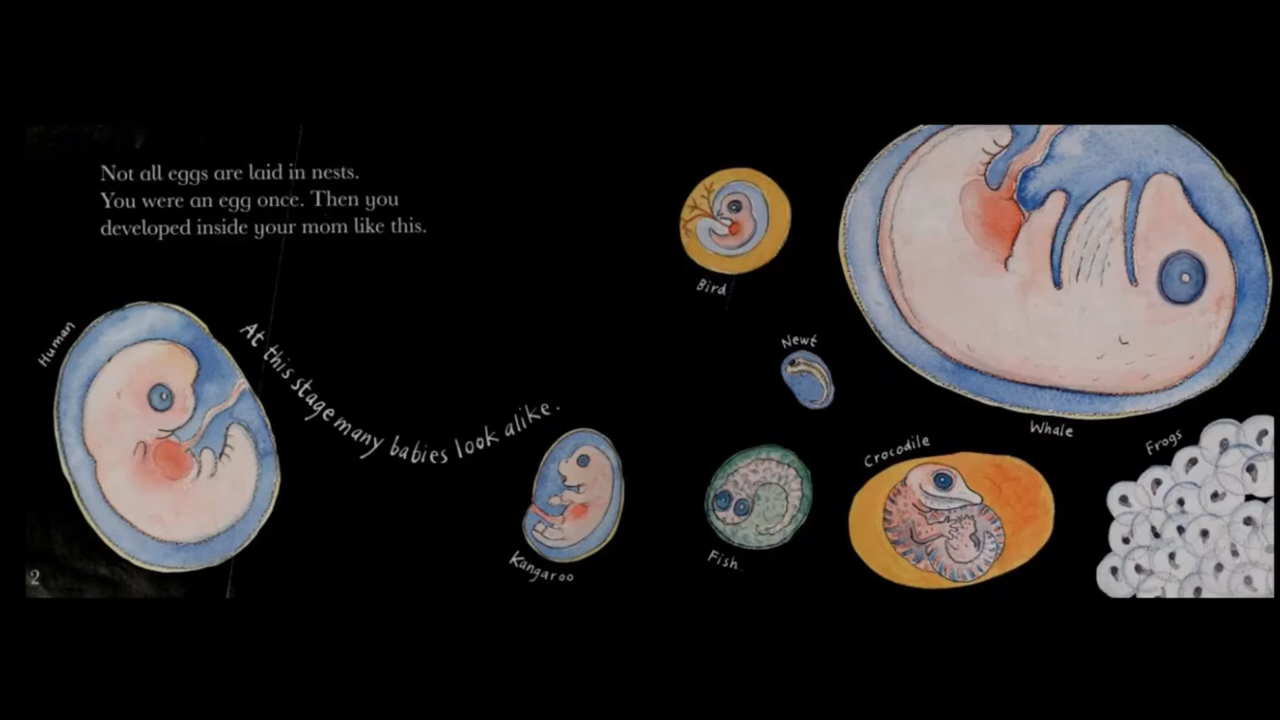 Not all eggs are laid in nests.
You were an egg once. Then you
developed inside your mom like this.
Human
At this stage many babies look alike.
Kangaroo
Bird
Newt
Fish
Crocodile
Whale
Frogs
2